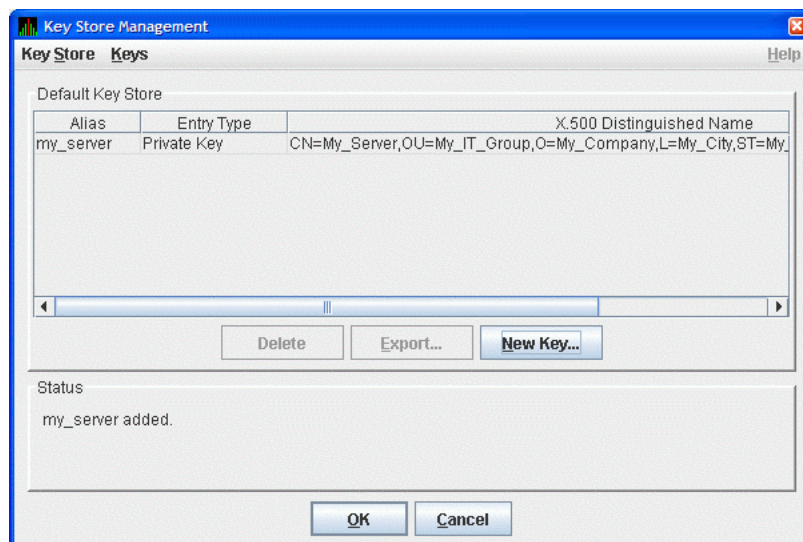 Key Store Management
Key Store Keys Help
Default Key Store
Alias Entry Type X.500 Distinguished Name
my_server Private Key CN=My_Server,OU=My_IT_Group,O=My_Company,L=My_City,ST=My_
Delete Export... New Key...
Status
my_server added.
OK Cancel